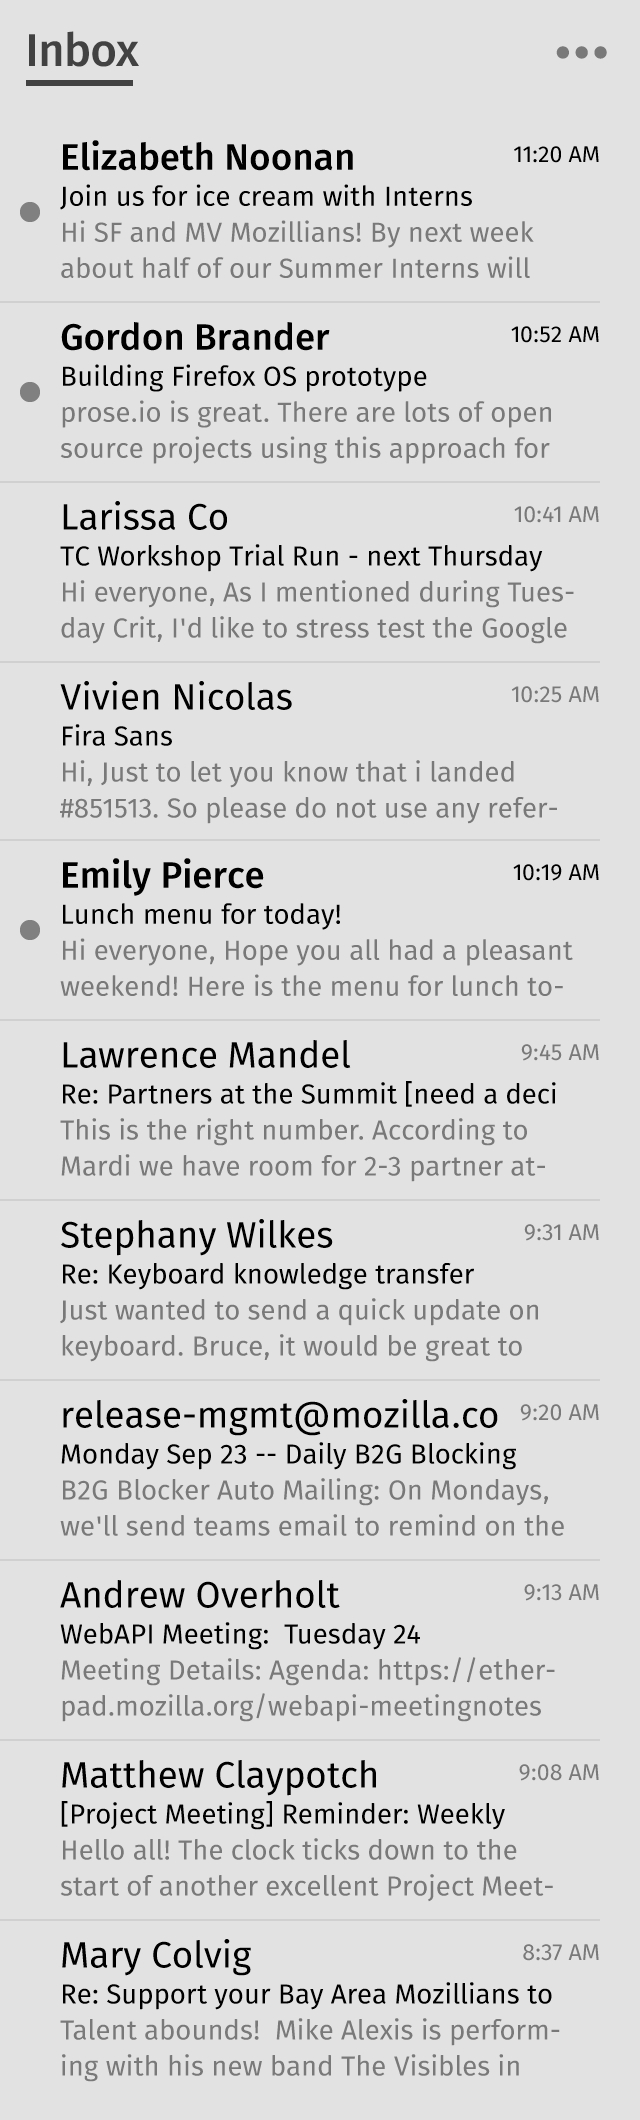 Inbox
Elizabeth Noonan 11:20 AM
Join us for ice cream with Interns
Hi SF and MV Mozillians! By next week
about half of our Summer Interns will
Gordon Brander 10:52 AM
Building Firefox OS prototype
prose.io is great. There are lots of open
source projects using this approach for
Larissa Co 10:41 AM
TC Workshop Trial Run - next Thursday
Hi everyone, As I mentioned during Tues-
day Crit, I'd like to stress test the Google
Vivien Nicolas 10:25 AM
Fira Sans
Hi, Just to let you know that i landed
#851513. So please do not use any refer-
Emily Pierce 10:19 AM
Lunch menu for today!
Hi everyone, Hope you all had a pleasant
weekend! Here is the menu for lunch to-
Lawrence Mandel 9:45 AM
Re: Partners at the Summit [need a deci
This is the right number. According to
Mardi we have room for 2-3 partner at-
Stephany Wilkes 9:31 AM
Re: Keyboard knowledge transfer
Just wanted to send a quick update on
keyboard. Bruce, it would be great to
release-mgmt@mozilla.co 9:20 AM
Monday Sep 23 -- Daily B2G Blocking
B2G Blocker Auto Mailing: On Mondays,
we'll send teams email to remind on the
Andrew Overholt 9:13 AM
WebAPI Meeting:  Tuesday 24
Meeting Details: Agenda: https://ether-
pad.mozilla.org/webapi-meetingnotes
Matthew Claypotch 9:08 AM
[Project Meeting] Reminder: Weekly
Hello all! The clock ticks down to the
start of another excellent Project Meet-
Mary Colvig 8:37 AM
Re: Support your Bay Area Mozillians to
Talent abounds!  Mike Alexis is perform-
ing with his new band The Visibles in